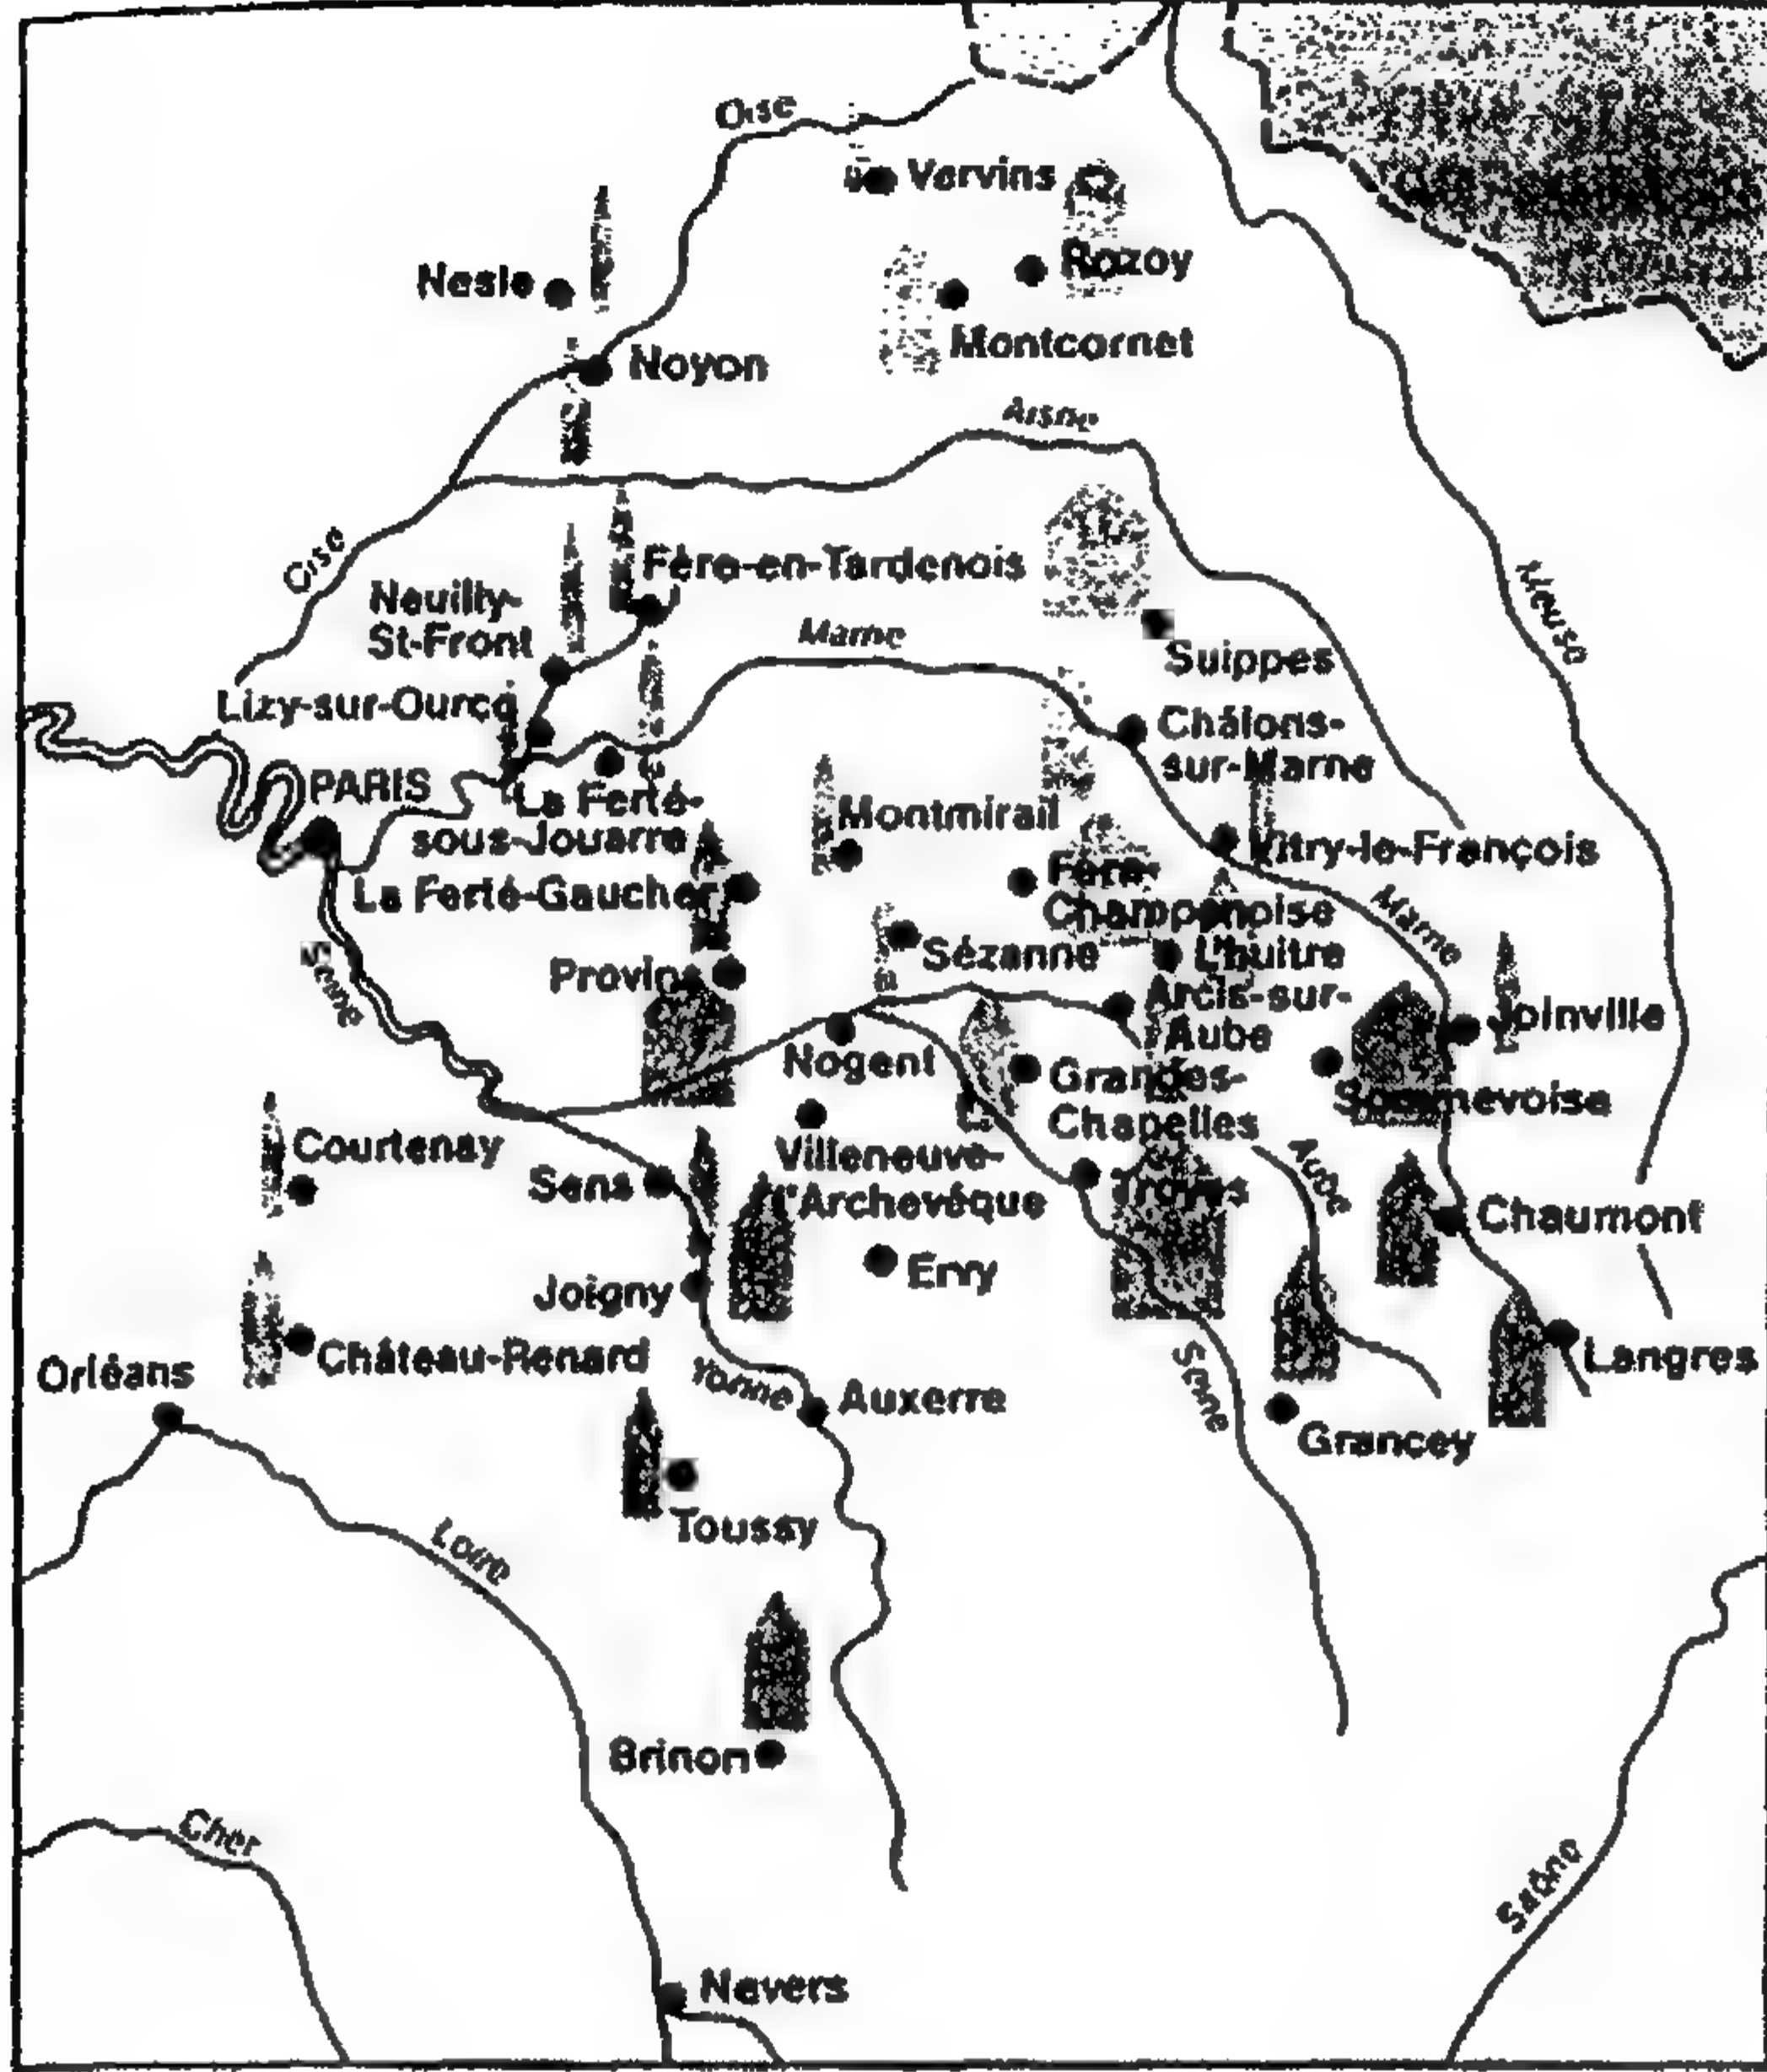 Oise
Vervins
Nesle
Rozoy
Montcornet
Noyon
Aisne
Oise
Fère-en-Tardenois
Neuilly-
St-Front
Marne
Meuse
Suippes
Lizy-sur-Ourcq
Châlons-
sur-Marne
PARIS
La Ferté-
sous-Jouarre
Montmirail
Vitry-le-François
La Ferté-Gaucher
Fère-
Champenoise
Marne
Sézanne
L'huitre
Seine
Provins
Arcis-sur-
Aube
Joinville
Nogent
Grandes-
Chapelles
Sommevoise
Courtenay
Villeneuve-
l'Archevêque
Sens
Troyes
Aube
Chaumont
Ervy
Joigny
Château-Renard
Orléans
Yonne
Auxerre
Seine
Langres
Grancey
Toussy
Loire
Brinon
Cher
Saône
Nevers